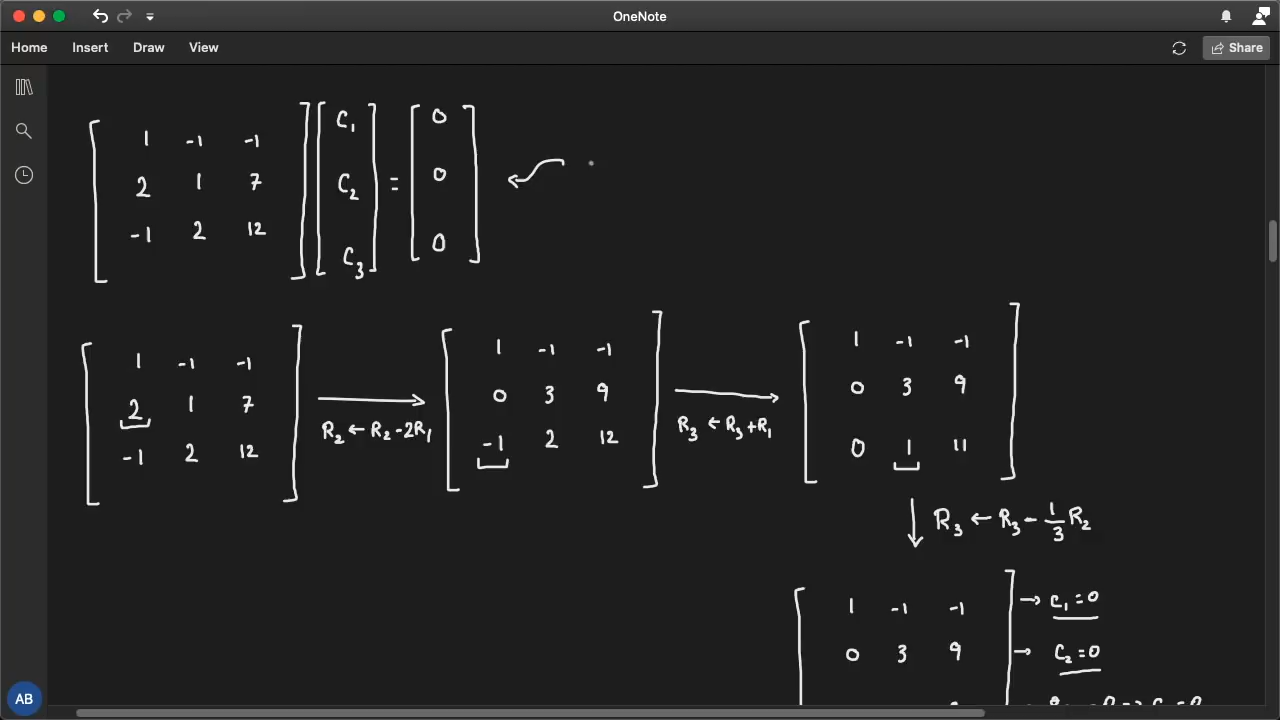 OneNote
Home Insert Draw View Share
1 -1 -1 C1 0
2 1 7 C2 = 0
-1 2 12 C3 0
1 -1 -1 1 -1 -1 1 -1 -1
2 1 7 0 3 9 0 3 9
R2 ← R2 - 2R1 R3 ← R3 + R1
-1 2 12 -1 2 12 0 1 11
R3 ← R3 - 1/3 R2
1 -1 -1 → C1 = 0
0 3 9 → C2 = 0
AB